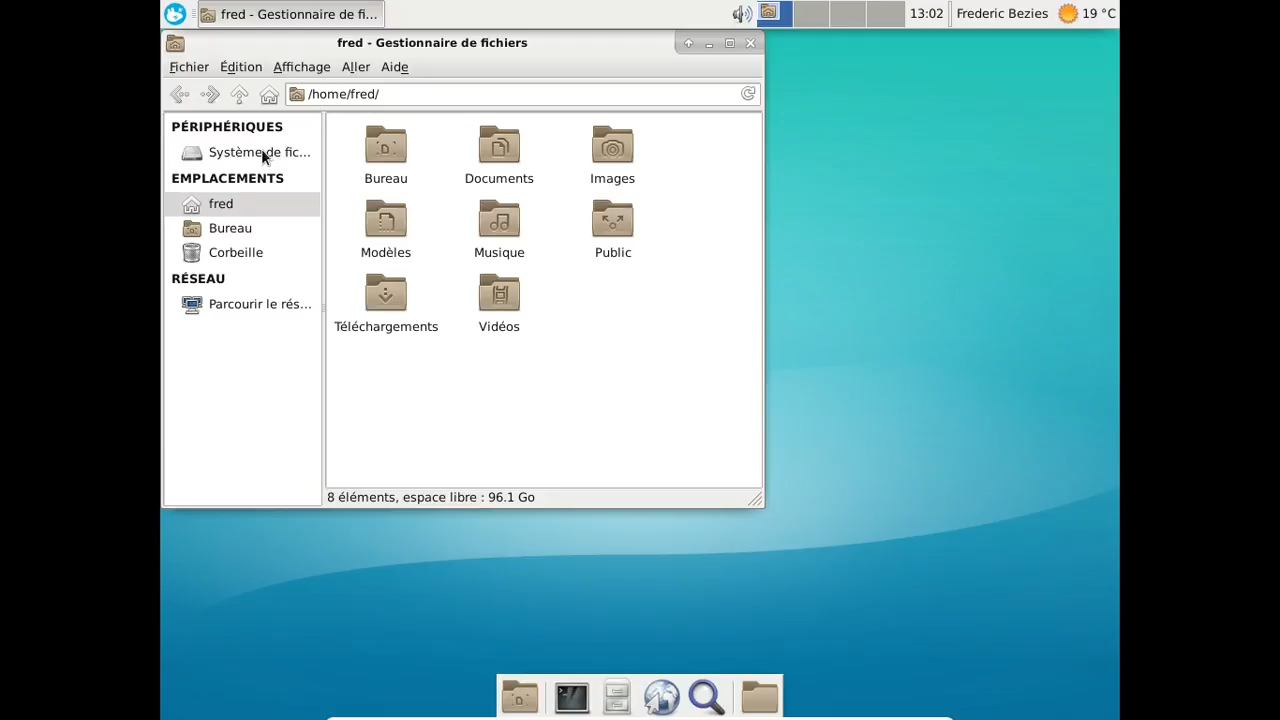 fred - Gestionnaire de fi...
13:02
Frederic Bezies
19 °C
fred - Gestionnaire de fichiers
Fichier Édition Affichage Aller Aide
/home/fred/
PÉRIPHÉRIQUES
Système de fic...
EMPLACEMENTS
fred
Bureau
Corbeille
RÉSEAU
Parcourir le rés...
Bureau Documents Images
Modèles Musique Public
Téléchargements Vidéos
8 éléments, espace libre : 96.1 Go